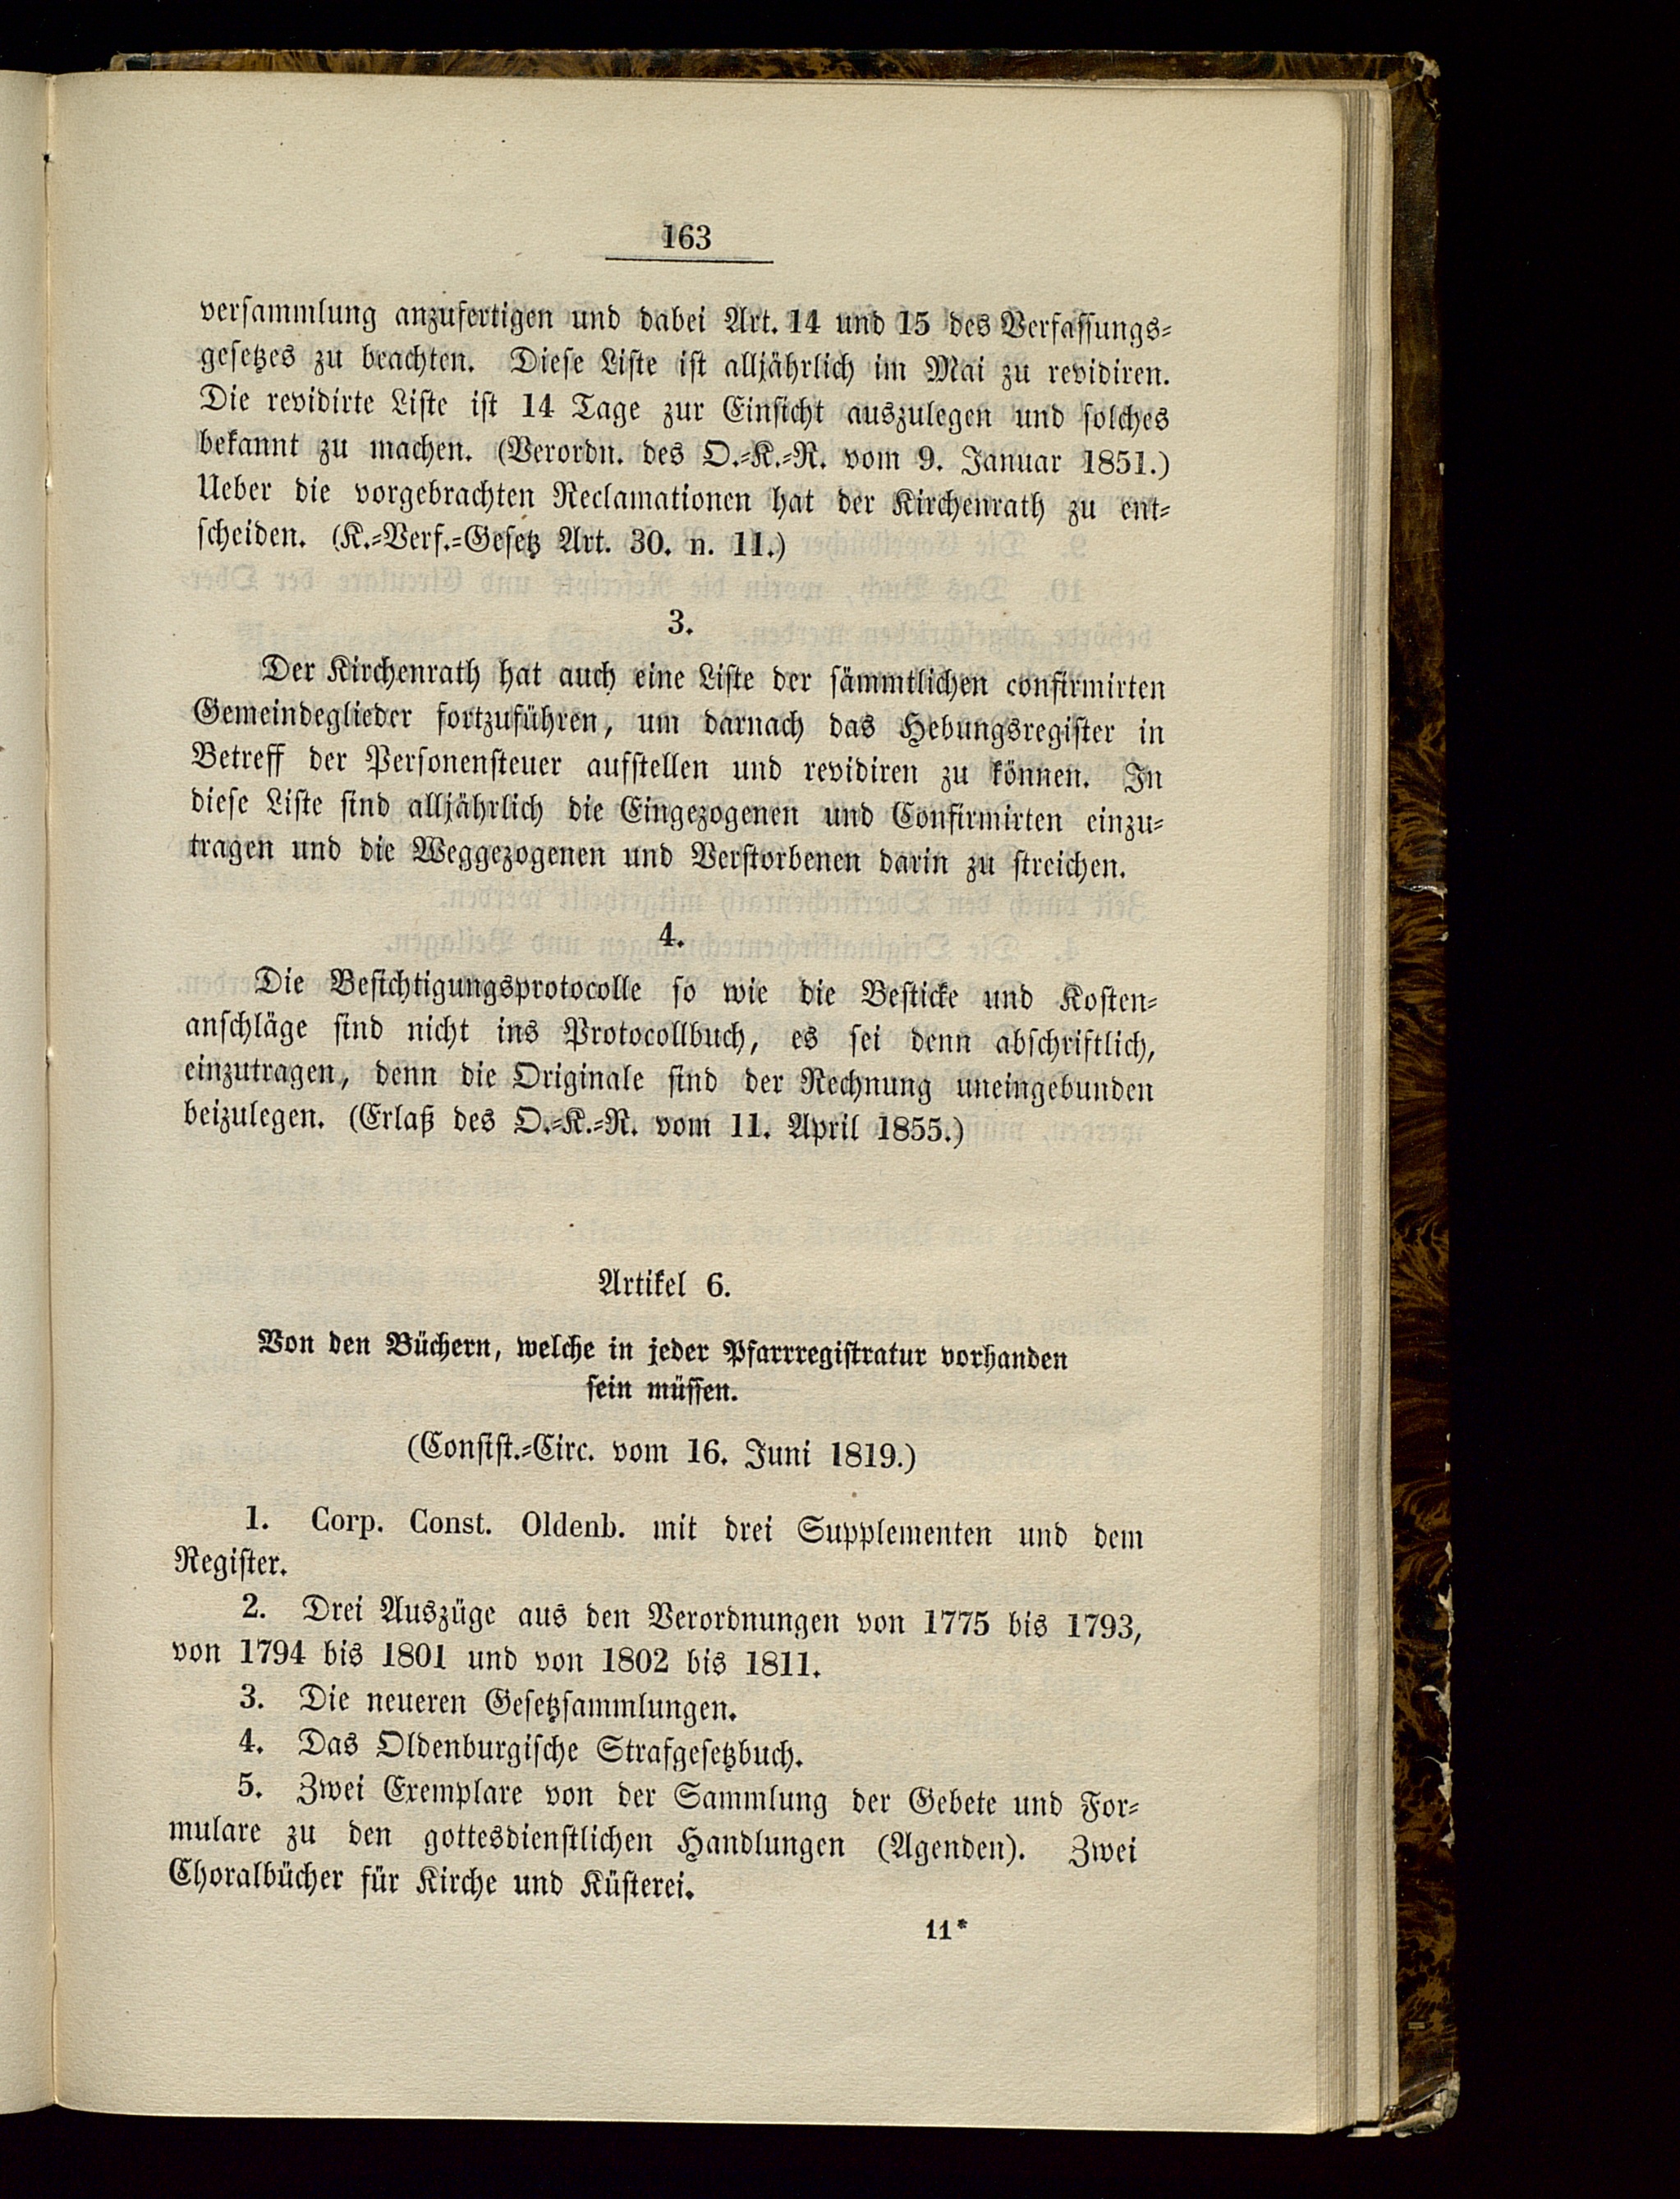 163
versammlung anzufertigen und dabei Art. 14 und 15 des Verfassungs-
gesetzes zu beachten. Diese Liste ist alljährlich im Mai zu revidiren.
Die revidirte Liste ist 14 Tage zur Einsicht auszulegen und solches
bekannt zu machen. (Verordn. des O.-K.-R. vom 9. Januar 1851.)
Ueber die vorgebrachten Reclamationen hat der Kirchenrath zu ent-
scheiden. (K.-Verf.-Gesetz Art. 30. n. 11.)
3.
Der Kirchenrath hat auch eine Liste der sämmtlichen confirmirten
Gemeindeglieder fortzuführen, um darnach das Hebungsregister in
Betreff der Personensteuer aufstellen und revidiren zu können. In
diese Liste sind alljährlich die Eingezogenen und Confirmirten einzu-
tragen und die Weggezogenen und Verstorbenen darin zu streichen.
4.
Die Besichtigungsprotocolle so wie die Besticke und Kosten-
anschläge sind nicht ins Protocollbuch, es sei denn abschriftlich,
einzutragen, denn die Originale sind der Rechnung uneingebunden
beizulegen. (Erlaß des O.-K.-R. vom 11. April 1855.)
Artikel 6.
Von den Büchern, welche in jeder Pfarrregistratur vorhanden
sein müssen.
(Consist.-Circ. vom 16. Juni 1819.)
1. Corp. Const. Oldenb. mit drei Supplementen und dem
Register.
2. Drei Auszüge aus den Verordnungen von 1775 bis 1793,
von 1794 bis 1801 und von 1802 bis 1811.
3. Die neueren Gesetzsammlungen.
4. Das Oldenburgische Strafgesetzbuch.
5. Zwei Exemplare von der Sammlung der Gebete und For-
mulare zu den gottesdienstlichen Handlungen (Agenden). Zwei
Choralbücher für Kirche und Küsterei.
11*